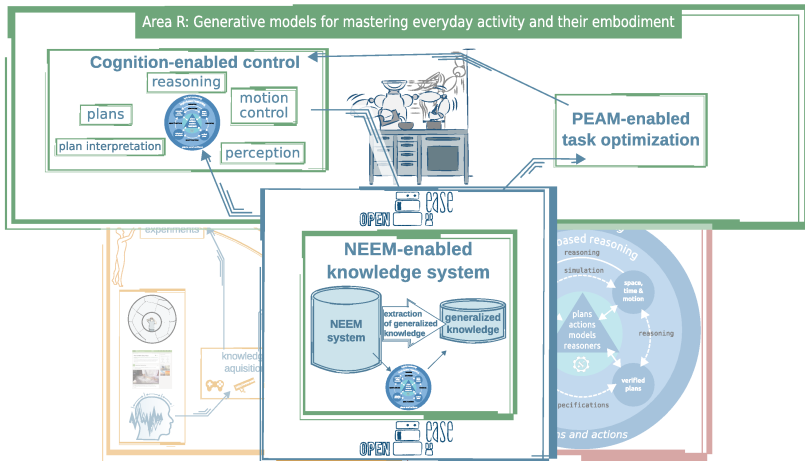 Area R: Generative models for mastering everyday activity and their embodiment
Cognition-enabled control
reasoning
plans
motion
control
plan interpretation
perception
PEAM-enabled
task optimization
OPEN ease
experiments
NEEM-enabled
knowledge system
NEEM
system
extraction
of generalized
knowledge
generalized
knowledge
knowled
aquisitio
OPEN ease
based reasoning
reasoning
simulation
space,
time &
motion
plans
actions
models
reasoners
reasoning
verified
plans
pecifications
ns and actions